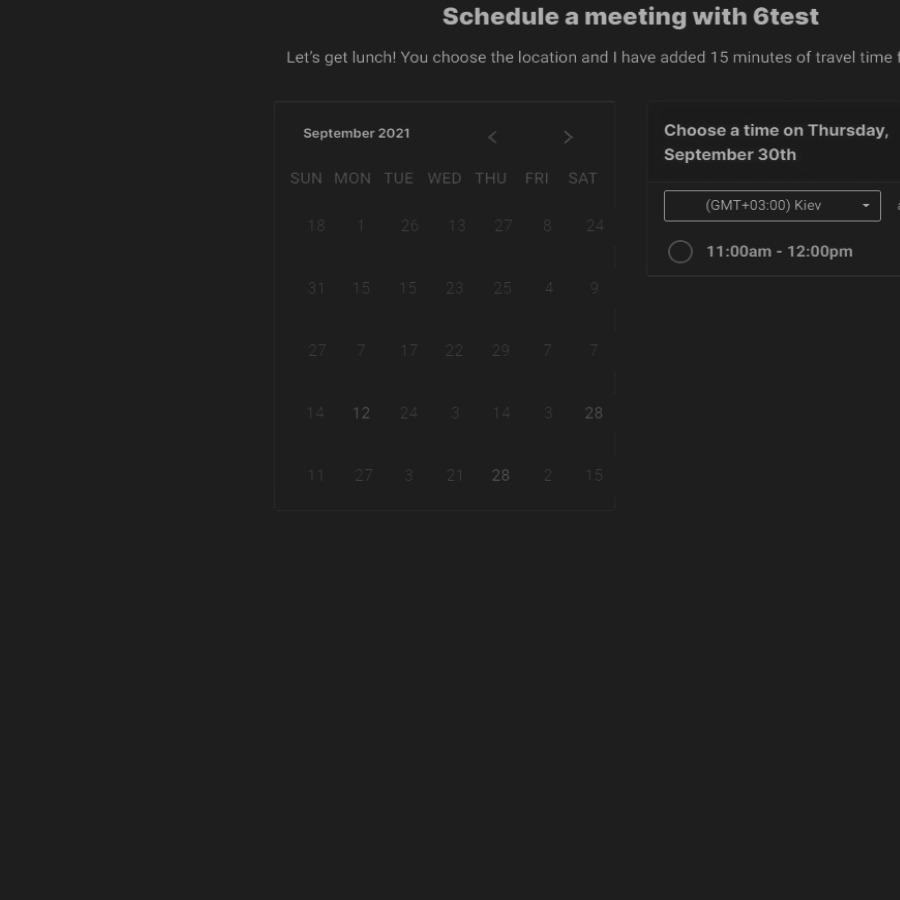 Schedule a meeting with 6test
Let's get lunch! You choose the location and I have added 15 minutes of travel time
September 2021
SUN MON TUE WED THU FRI SAT
18 1 26 13 27 8 24
31 15 15 23 25 4 9
27 7 17 22 29 7 7
14 12 24 3 14 3 28
11 27 3 21 28 2 15
Choose a time on Thursday,
September 30th
(GMT+03:00) Kiev
11:00am - 12:00pm